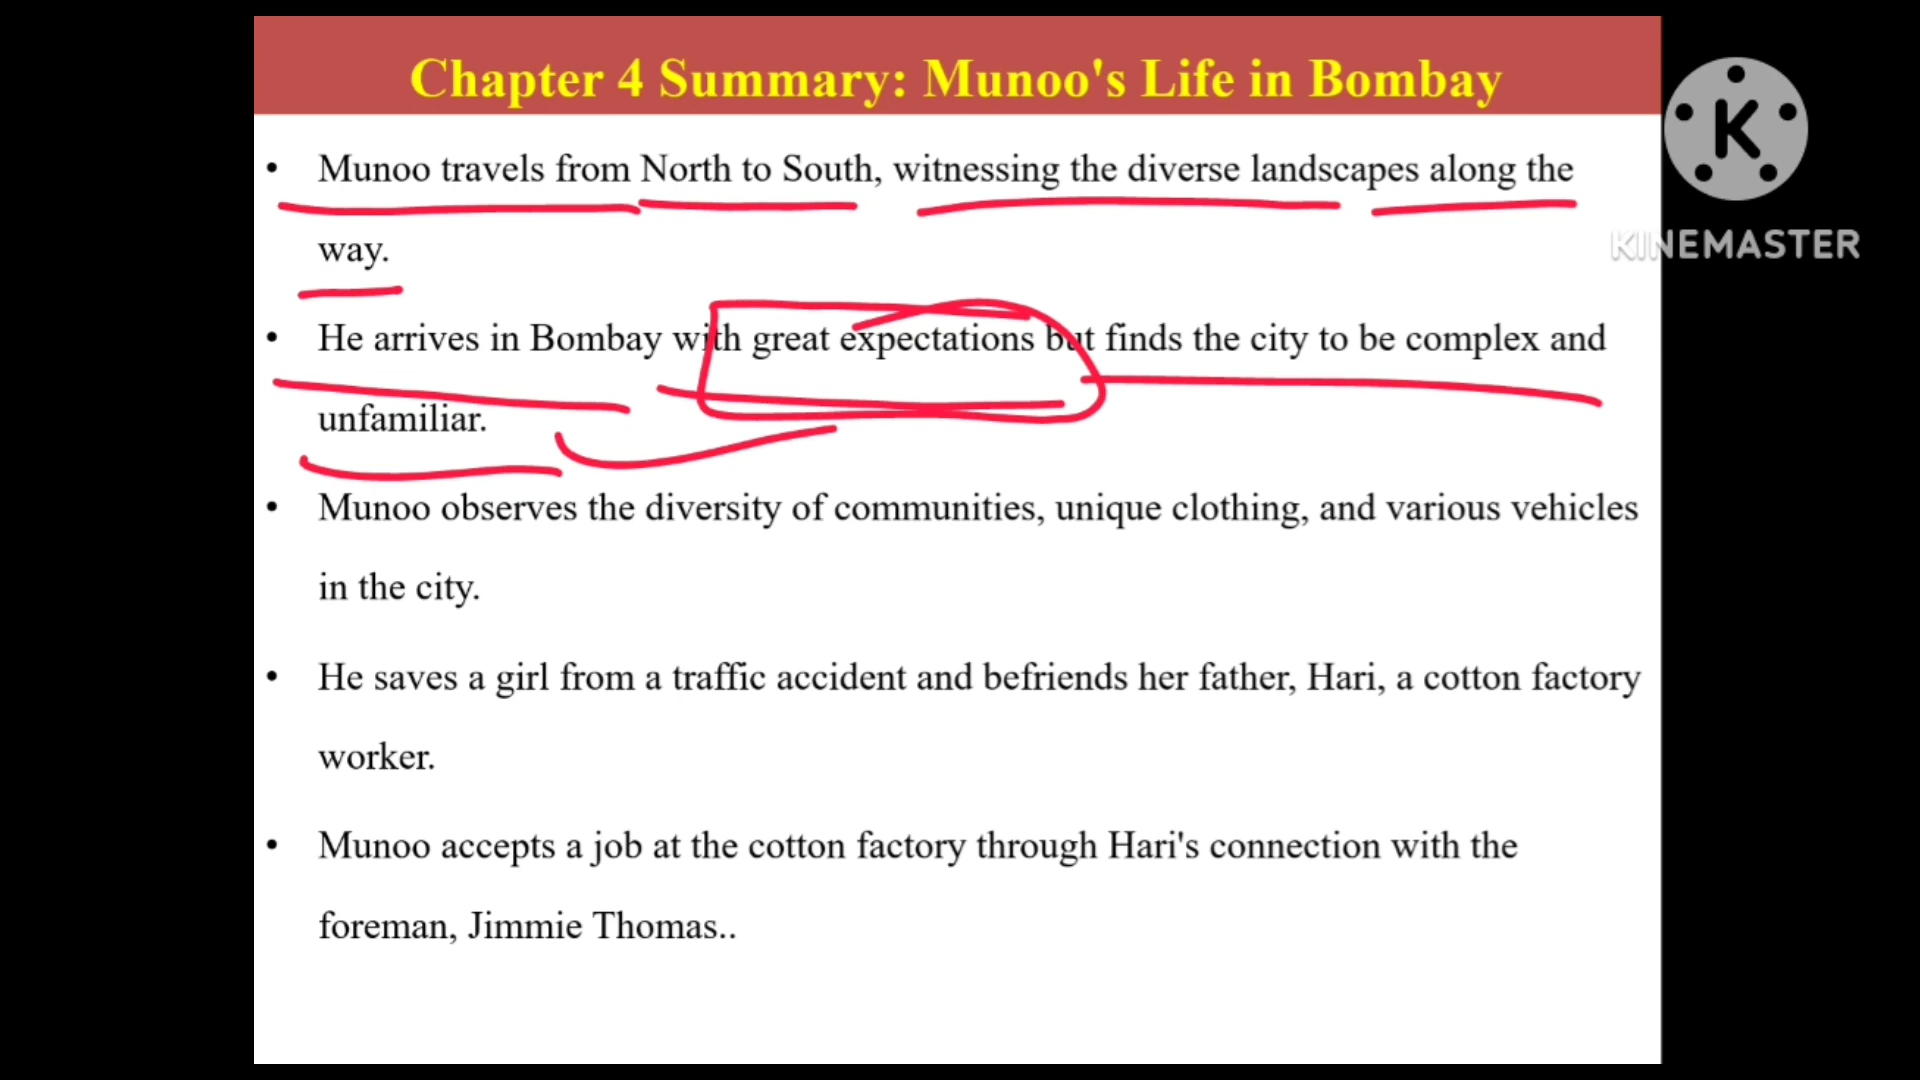 Chapter 4 Summary: Munoo's Life in Bombay
• Munoo travels from North to South, witnessing the diverse landscapes along the
way.
• He arrives in Bombay with great expectations but finds the city to be complex and
unfamiliar.
• Munoo observes the diversity of communities, unique clothing, and various vehicles
in the city.
• He saves a girl from a traffic accident and befriends her father, Hari, a cotton factory
worker.
• Munoo accepts a job at the cotton factory through Hari's connection with the
foreman, Jimmie Thomas..
K
KINEMASTER